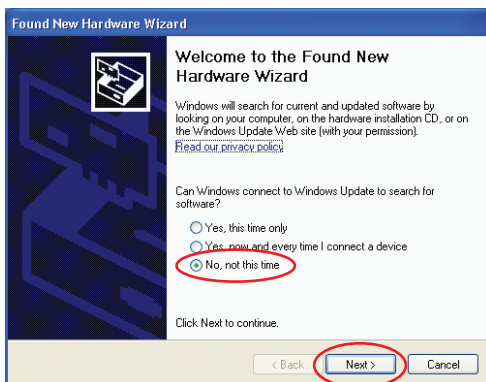 Found New Hardware Wizard
Welcome to the Found New
Hardware Wizard
Windows will search for current and updated software by
looking on your computer, on the hardware installation CD, or on
the Windows Update Web site (with your permission).
Read our privacy policy
Can Windows connect to Windows Update to search for
software?
Yes, this time only
Yes, now and every time I connect a device
No, not this time
Click Next to continue.
< Back
Next >
Cancel